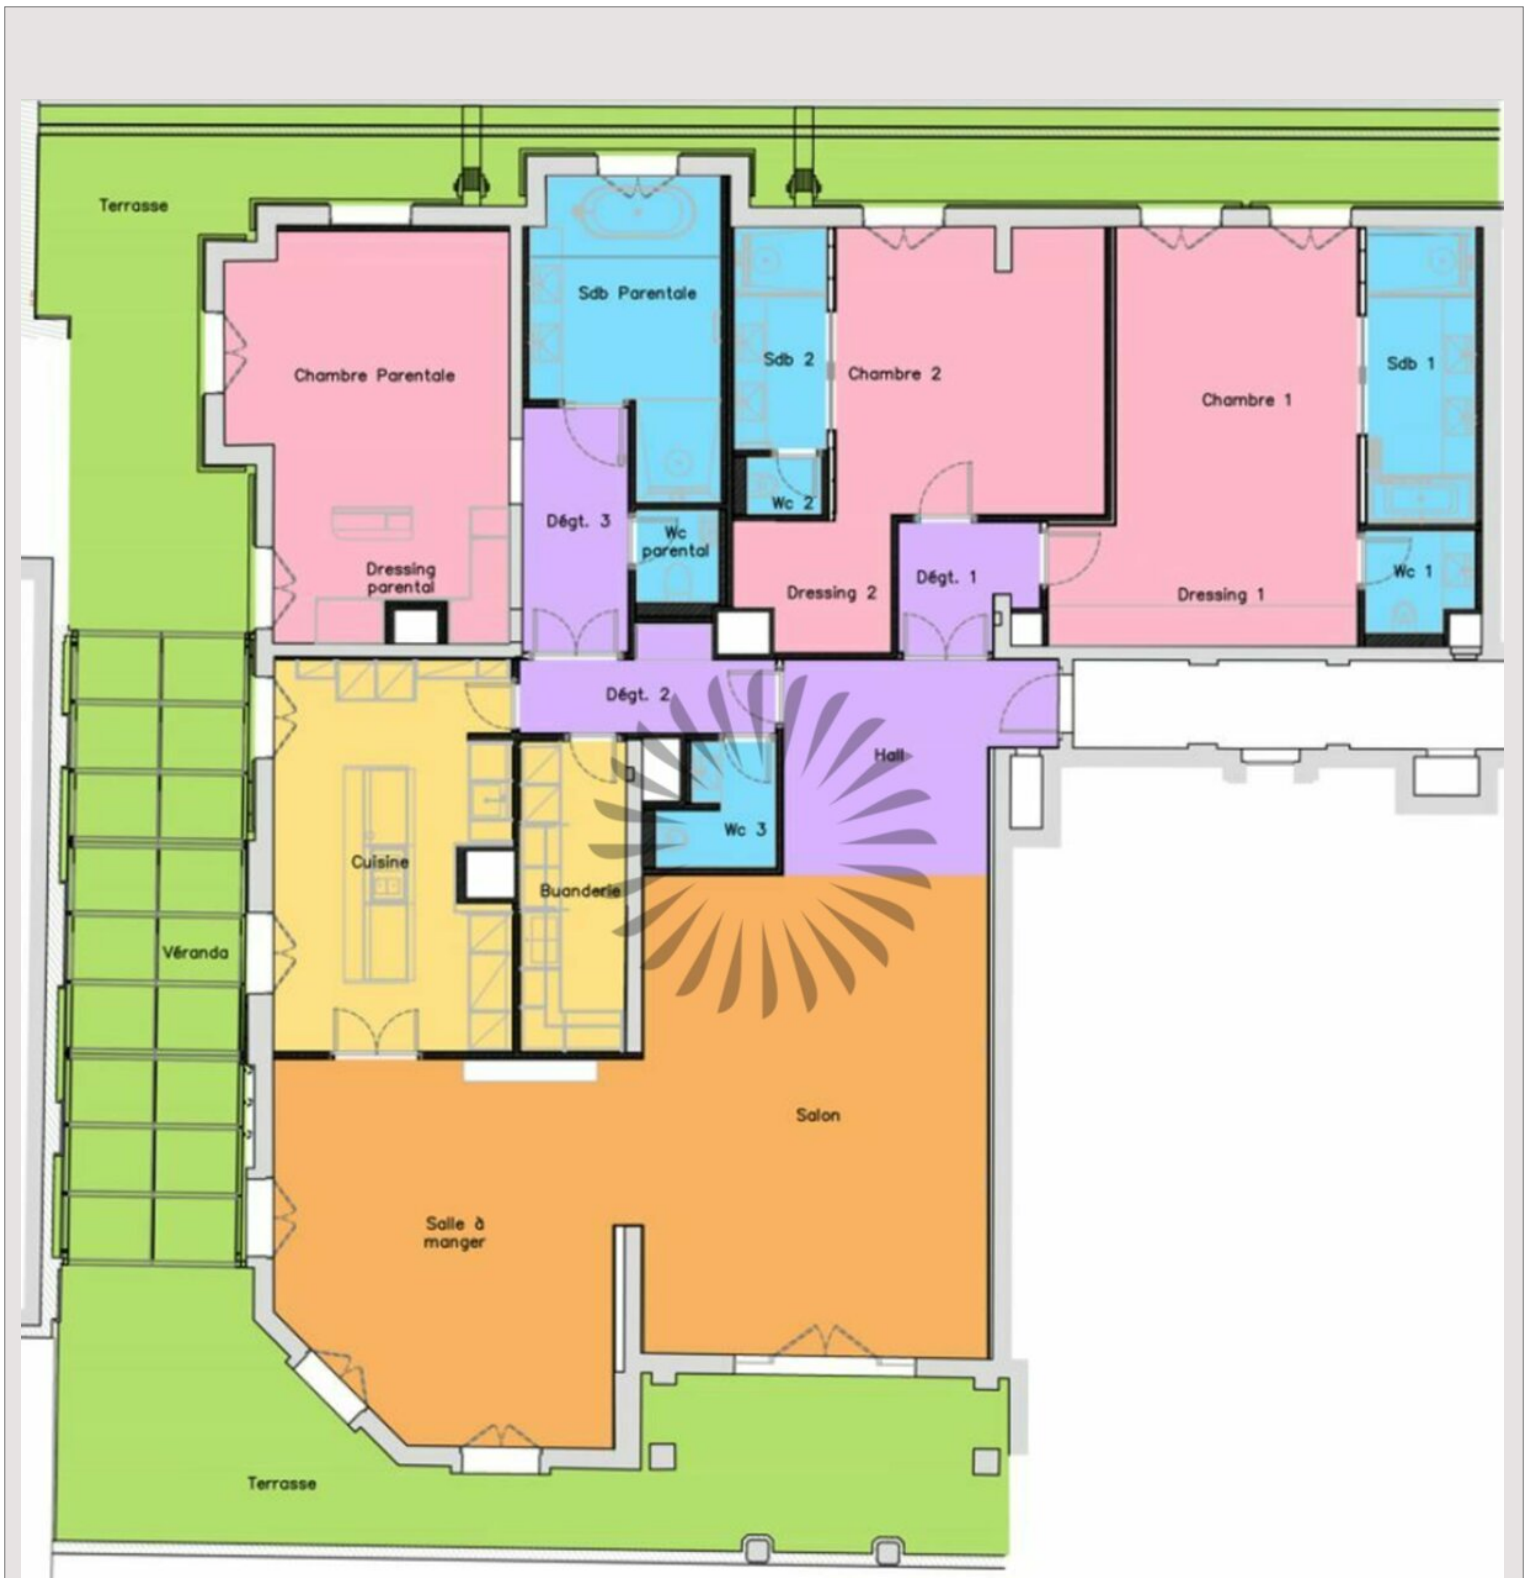 Terrasse
Sdb Parentale
Chambre Parentale
Sdb 2
Chambre 2
Sdb 1
Chambre 1
Wc 2
Dégt. 3
Wc
parental
Dressing
parental
Dressing 2
Dégt. 1
Dressing 1
Wc 1
Dégt. 2
Hall
Wc 3
Cuisine
Buanderie
Véranda
Salon
Salle à
manger
Terrasse